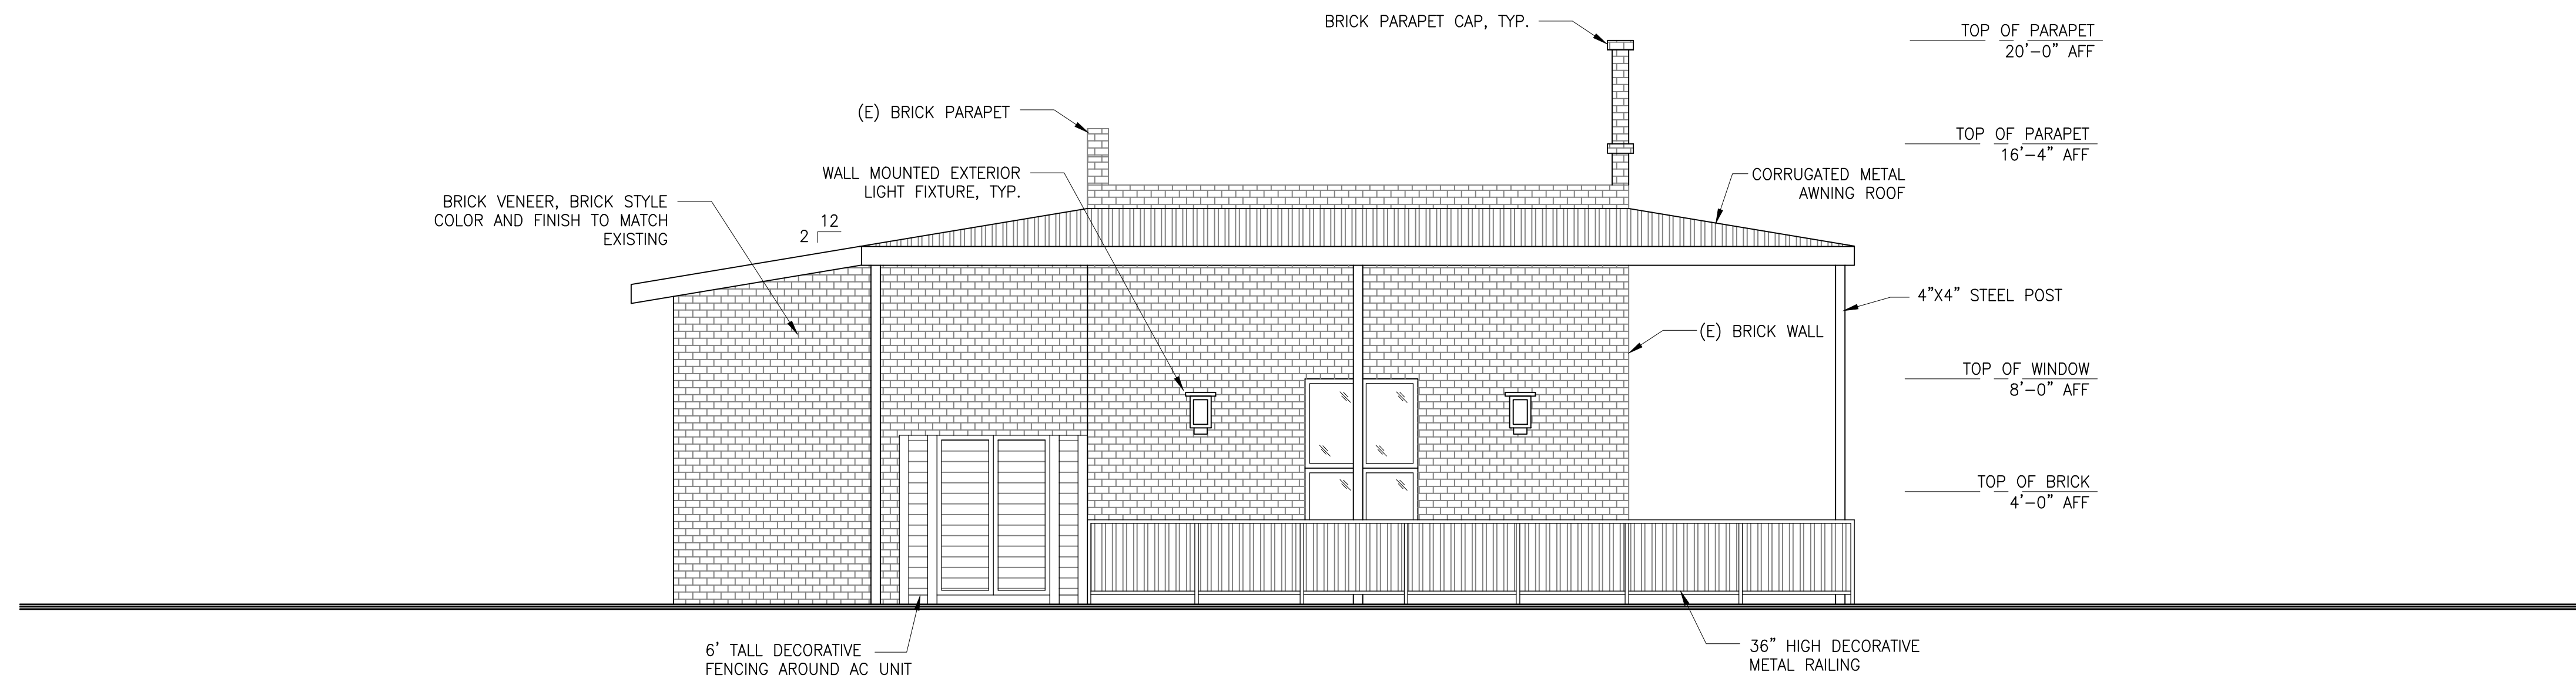 BRICK PARAPET CAP, TYP.
TOP OF PARAPET
20'-0" AFF
(E) BRICK PARAPET
TOP OF PARAPET
16'-4" AFF
WALL MOUNTED EXTERIOR
LIGHT FIXTURE, TYP.
CORRUGATED METAL
AWNING ROOF
BRICK VENEER, BRICK STYLE
COLOR AND FINISH TO MATCH
EXISTING
12
2
4"X4" STEEL POST
(E) BRICK WALL
TOP OF WINDOW
8'-0" AFF
TOP OF BRICK
4'-0" AFF
6' TALL DECORATIVE
FENCING AROUND AC UNIT
36" HIGH DECORATIVE
METAL RAILING